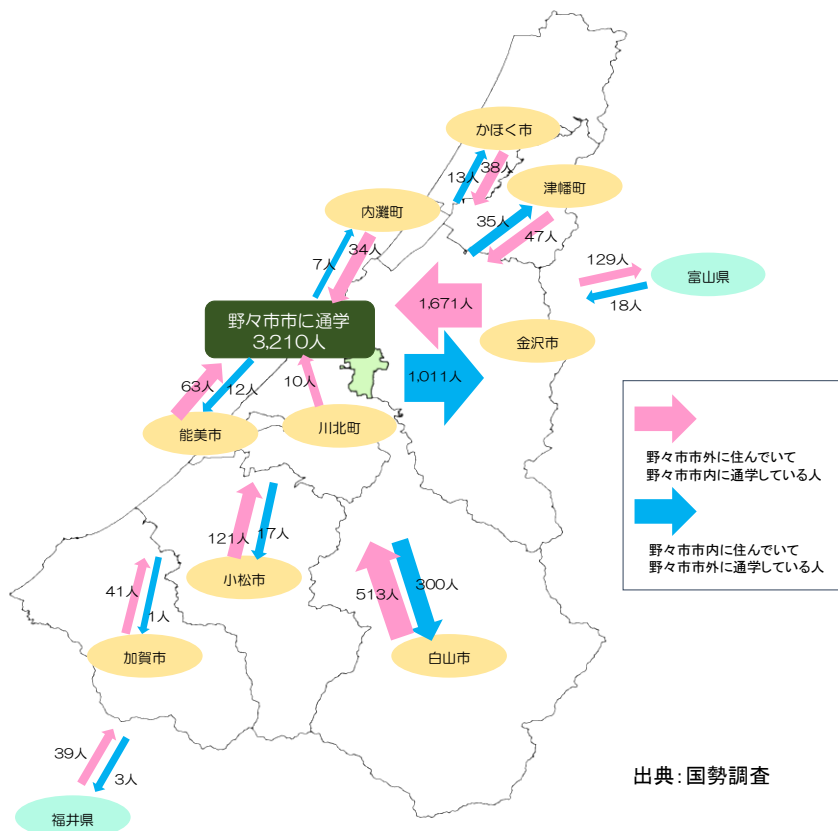 かほく市
13人
38人
津幡町
内灘町
35人
47人
34人
7人
129人
富山県
18人
1,671人
野々市市に通学
3,210人
金沢市
1,011人
63人
12人
10人
能美市
川北町
野々市市外に住んでいて
野々市市内に通学している人
野々市市内に住んでいて
野々市市外に通学している人
121人
17人
小松市
41人
1人
513人
300人
加賀市
白山市
39人
3人
福井県
出典：国勢調査